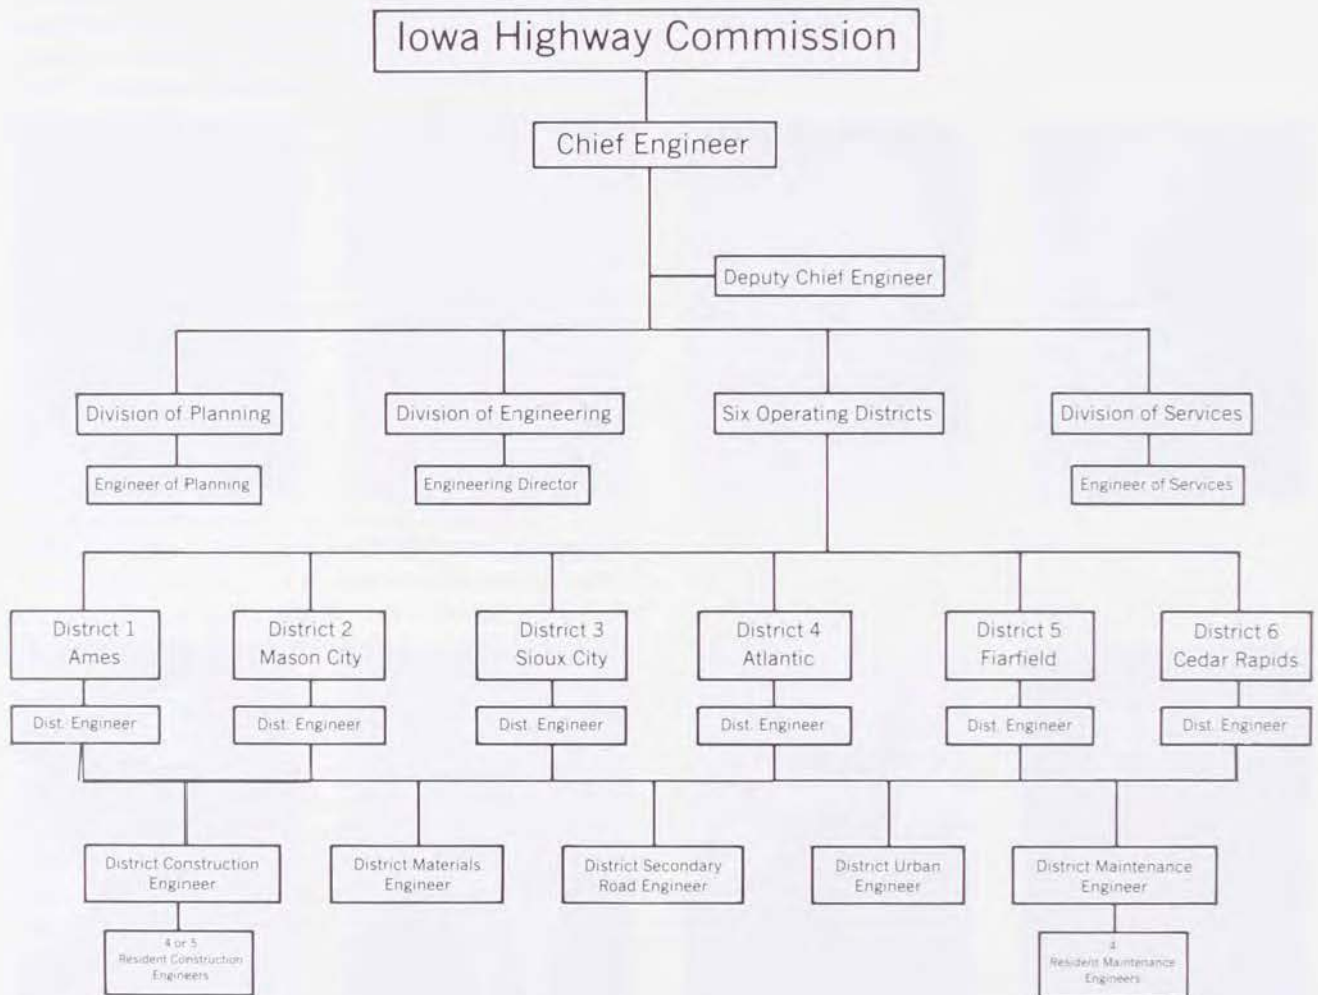 Iowa Highway Commission
Chief Engineer
Deputy Chief Engineer
Division of Planning
Division of Engineering
Six Operating Districts
Division of Services
Engineer of Planning
Engineering Director
Engineer of Services
District 1
Ames
District 2
Mason City
District 3
Sioux City
District 4
Atlantic
District 5
Fiarfield
District 6
Cedar Rapids
Dist. Engineer
Dist. Engineer
Dist. Engineer
Dist. Engineer
Dist. Engineer
Dist. Engineer
District Construction
Engineer
District Materials
Engineer
District Secondary
Road Engineer
District Urban
Engineer
District Maintenance
Engineer
4 or 5
Resident Construction
Engineers
4
Resident Maintenance
Engineers